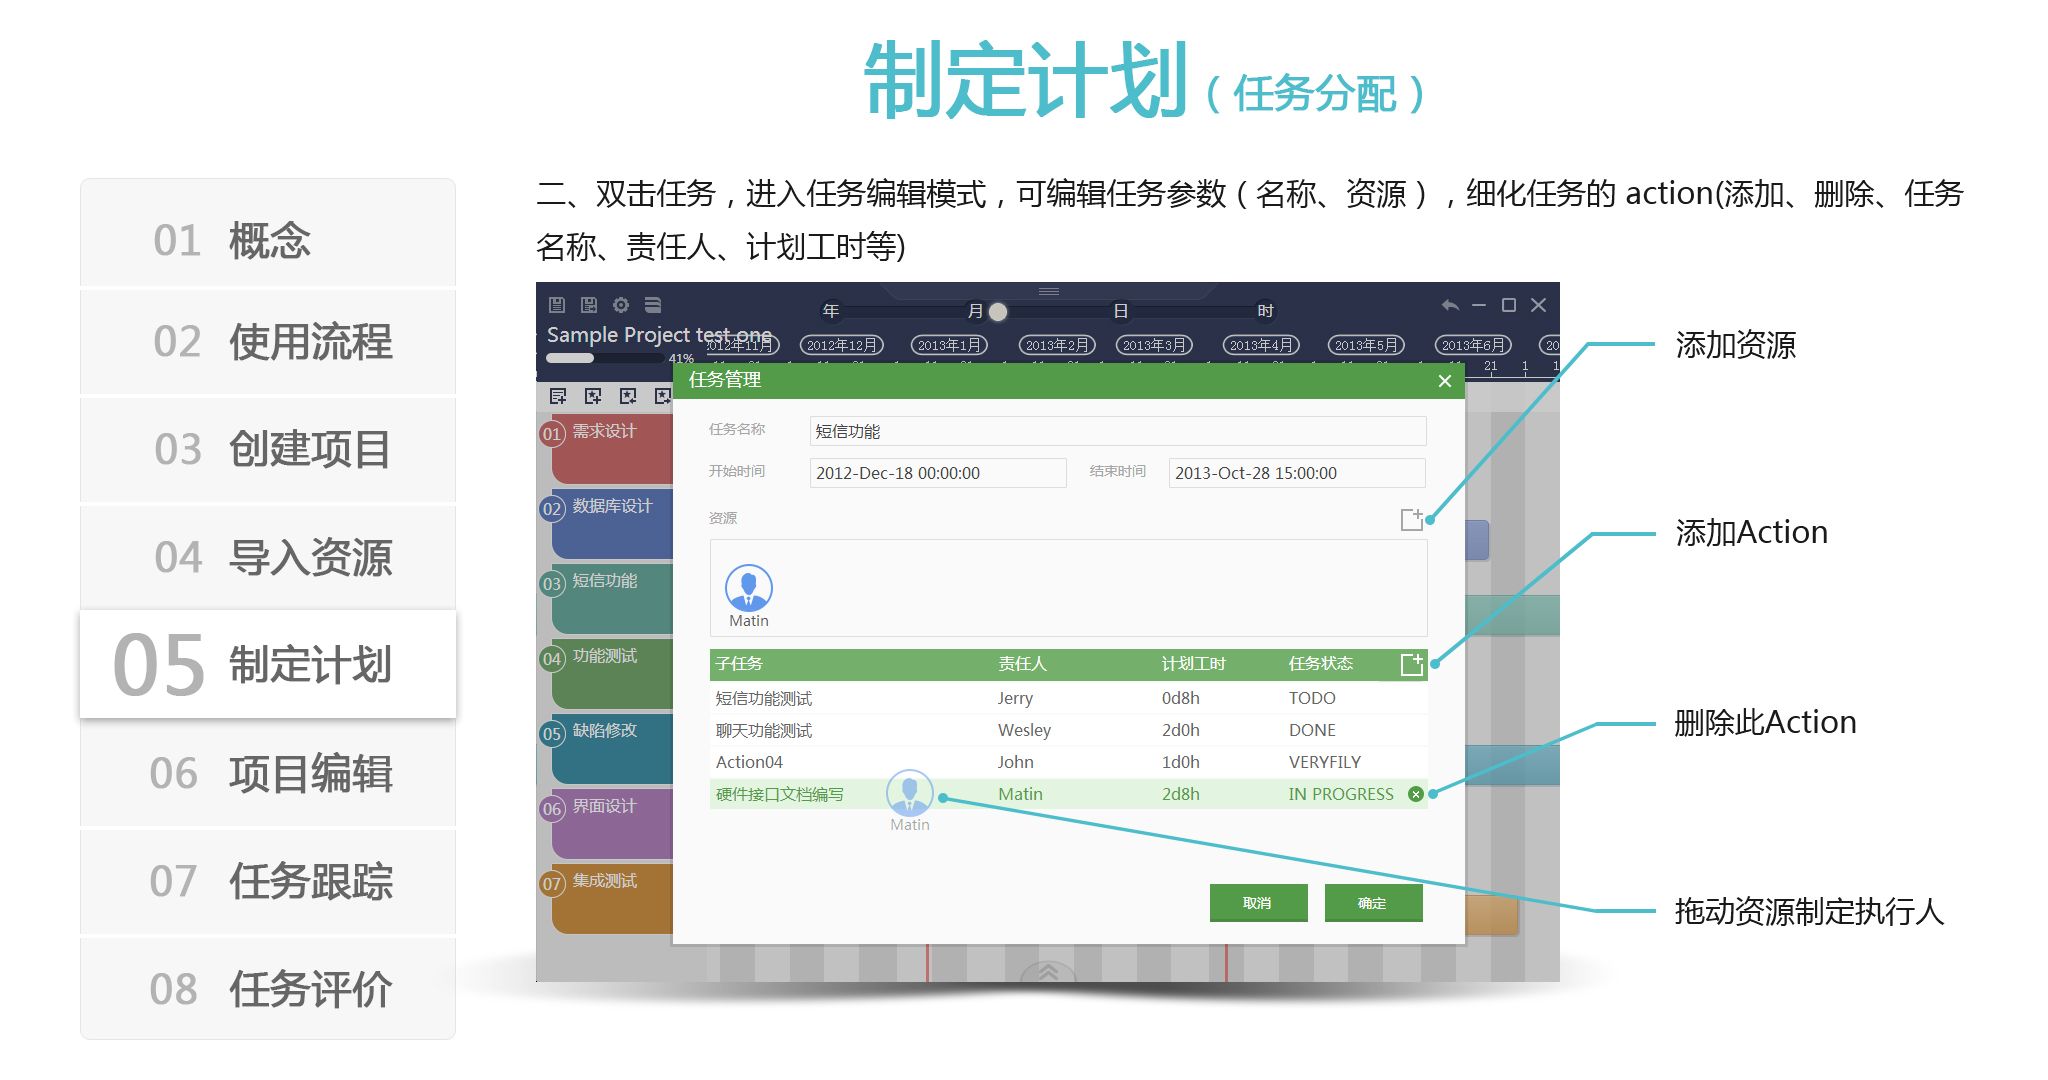 制定计划（任务分配）
01 概念
02 使用流程
03 创建项目
04 导入资源
05 制定计划
06 项目编辑
07 任务跟踪
08 任务评价
二、双击任务，进入任务编辑模式，可编辑任务参数（名称、资源），细化任务的 action(添加、删除、任务
名称、责任人、计划工时等)
年 月 日 时
Sample Project test one
41%
2012年11月 2012年12月 2013年1月 2013年2月 2013年3月 2013年4月 2013年5月 2013年6月 20
21 1
01 需求设计
02 数据库设计
03 短信功能
04 功能测试
05 缺陷修改
06 界面设计
07 集成测试
任务管理
任务名称 短信功能
开始时间 2012-Dec-18 00:00:00 结束时间 2013-Oct-28 15:00:00
资源
Matin
子任务 责任人 计划工时 任务状态
短信功能测试 Jerry 0d8h TODO
聊天功能测试 Wesley 2d0h DONE
Action04 John 1d0h VERYFILY
硬件接口文档编写 Matin 2d8h IN PROGRESS
Matin
取消 确定
添加资源
添加Action
删除此Action
拖动资源制定执行人